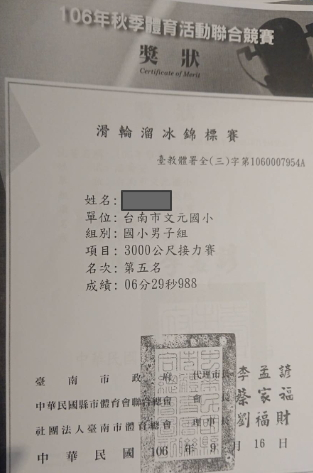 106年秋季體育活動聯合競賽
獎狀
Certificate of Merit
滑輪溜冰錦標賽
臺教體署全(三)字第1060007954A
姓名:
單位: 台南市文元國小
組別: 國小男子組
項目: 3000公尺接力賽
名次: 第五名
成績: 06分29秒988
臺南市政府 代理市長 李孟諺
中華民國縣市體育會聯合總會 會長 蔡家福
社團法人臺南市體育總會 理事長 劉福財
中華民國 106 年 9 月 16 日